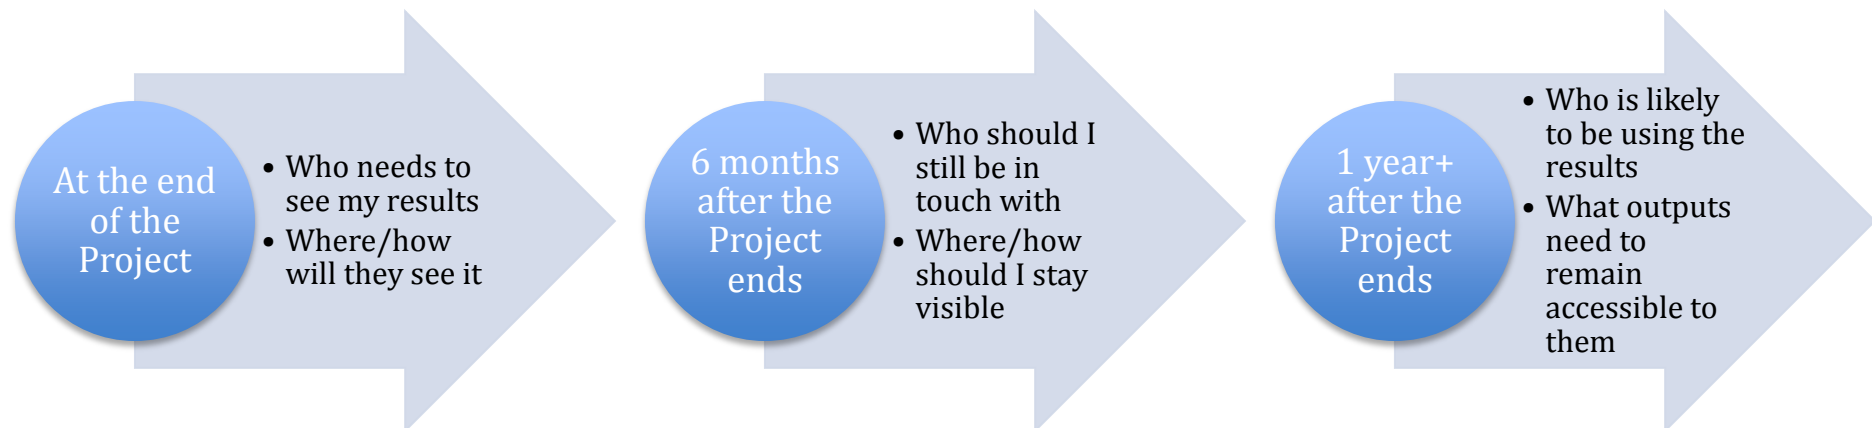 At the end
of the
Project
• Who needs to
see my results
• Where/how
will they see it
6 months
after the
Project
ends
• Who should I
still be in
touch with
• Where/how
should I stay
visible
1 year+
after the
Project
ends
• Who is likely
to be using the
results
• What outputs
need to
remain
accessible to
them